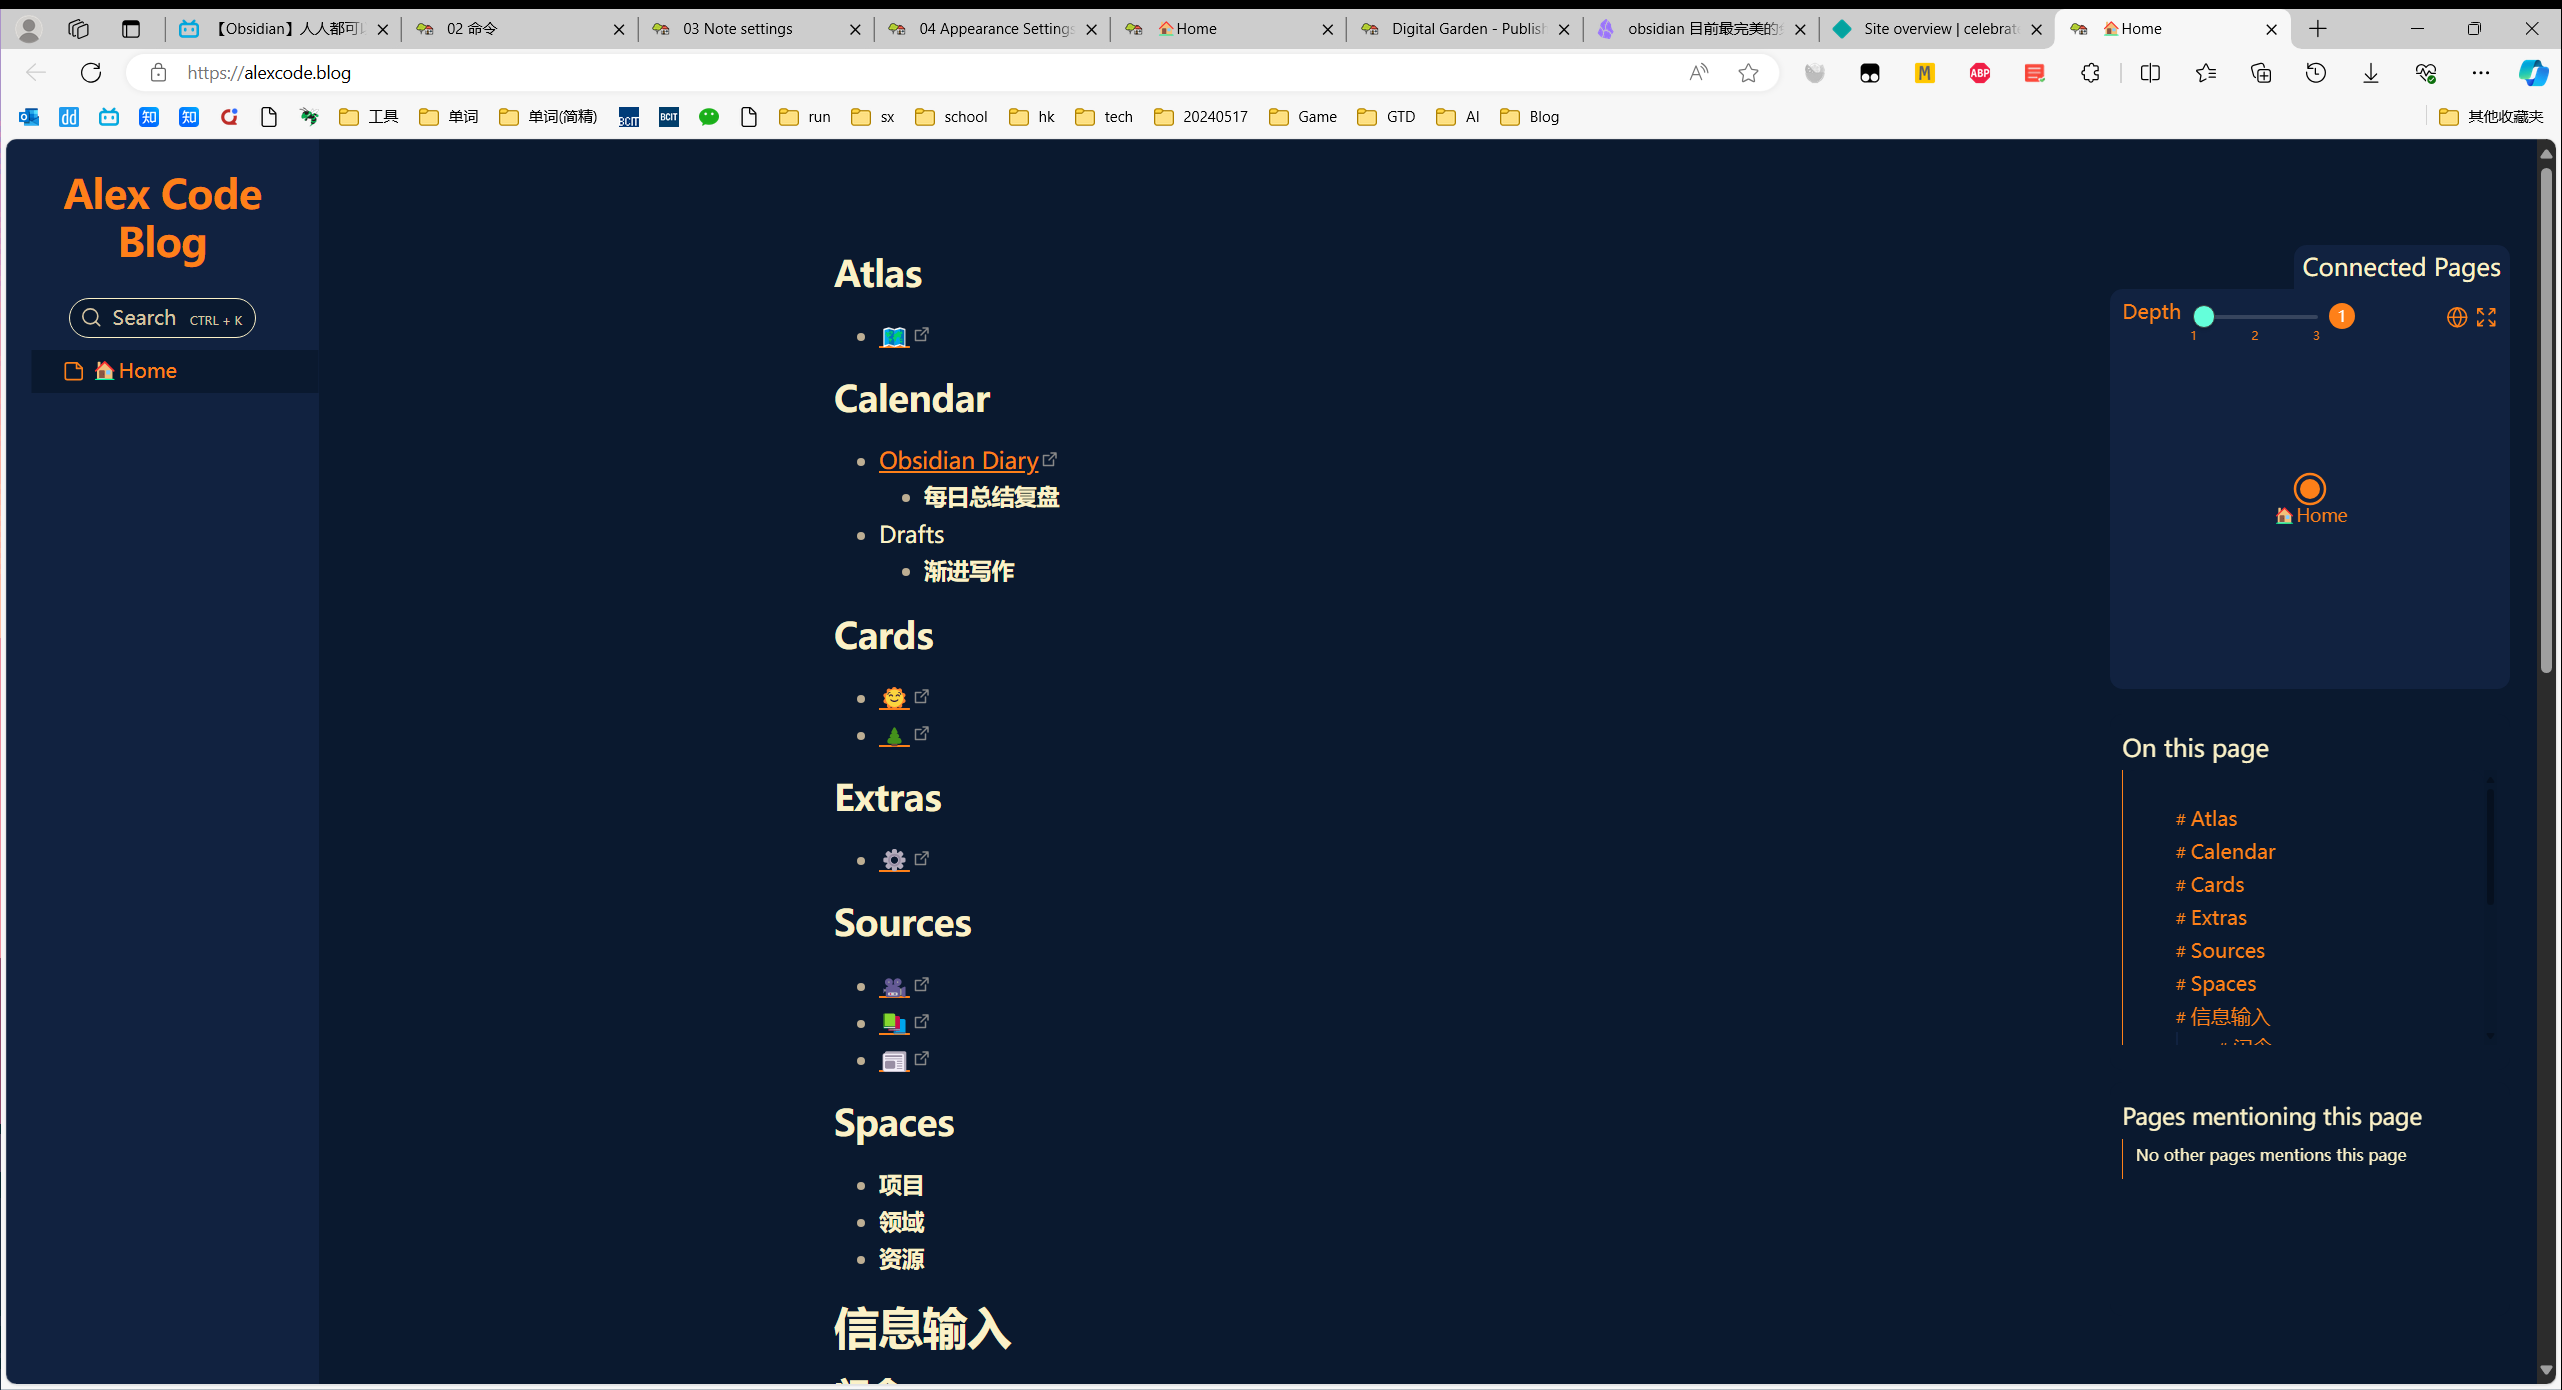 【Obsidian】人人都可以
02 命令
03 Note settings
04 Appearance Settings
🏠Home
Digital Garden - Publish
obsidian 目前最完美的
Site overview | celebrate
🏠Home
https://alexcode.blog
工具
单词
单词(简精)
BCIT
BCIT
run
sx
school
hk
tech
20240517
Game
GTD
AI
Blog
其他收藏夹
Alex Code
Blog
Search CTRL + K
🏠Home
Atlas
Calendar
Obsidian Diary
每日总结复盘
Drafts
渐进写作
Cards
Extras
Sources
Spaces
项目
领域
资源
信息输入
Connected Pages
Depth
1 2 3
1
🏠Home
On this page
# Atlas
# Calendar
# Cards
# Extras
# Sources
# Spaces
# 信息输入
Pages mentioning this page
No other pages mentions this page